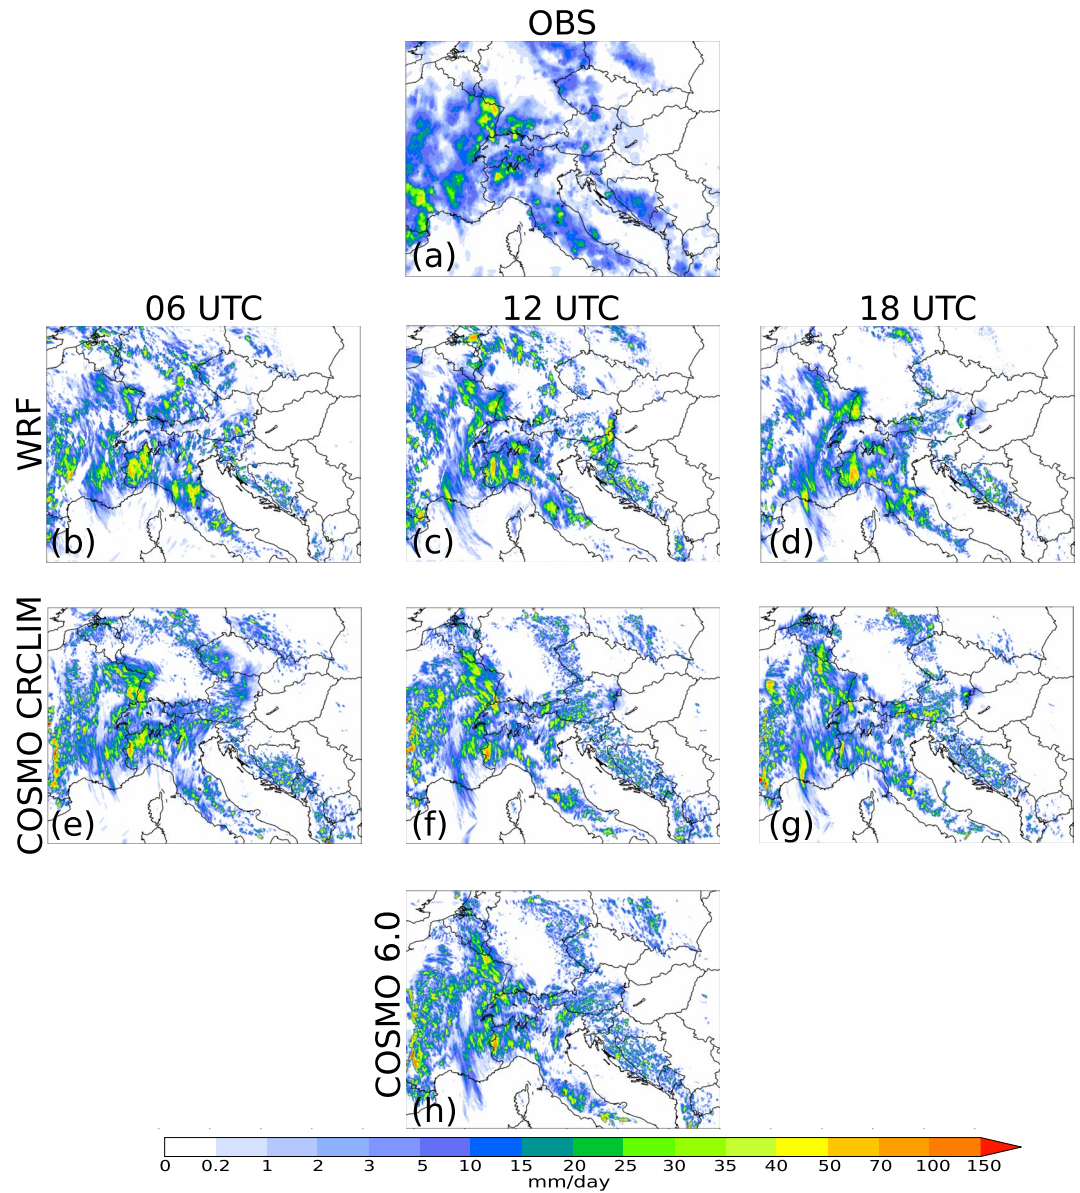 OBS
(a)
06 UTC
12 UTC
18 UTC
WRF
(b)
(c)
(d)
COSMO CRCLIM
(e)
(f)
(g)
COSMO 6.0
(h)
0 0.2 1 2 3 5 10 15 20 25 30 35 40 50 70 100 150
mm/day